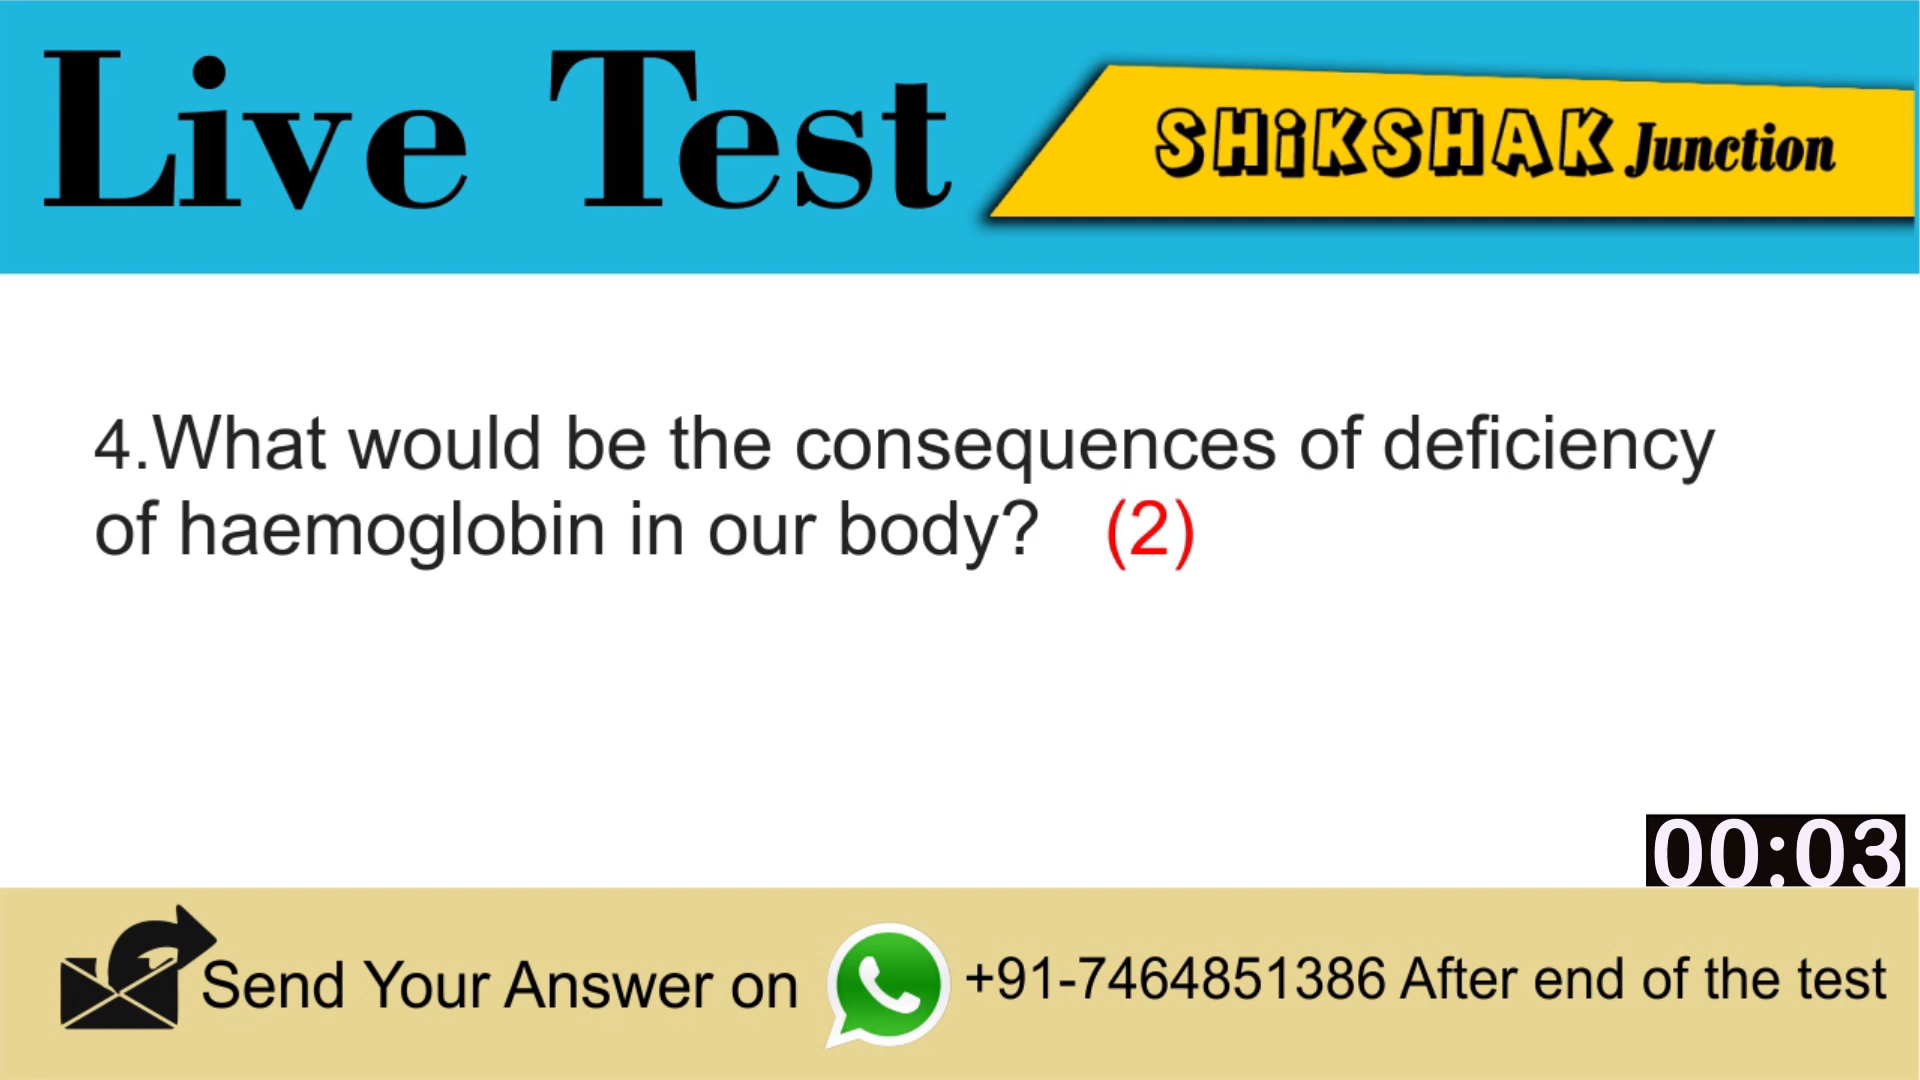 Live Test
SHiKSHAK Junction
4.What would be the consequences of deficiency
of haemoglobin in our body? (2)
00:03
Send Your Answer on +91-7464851386 After end of the test